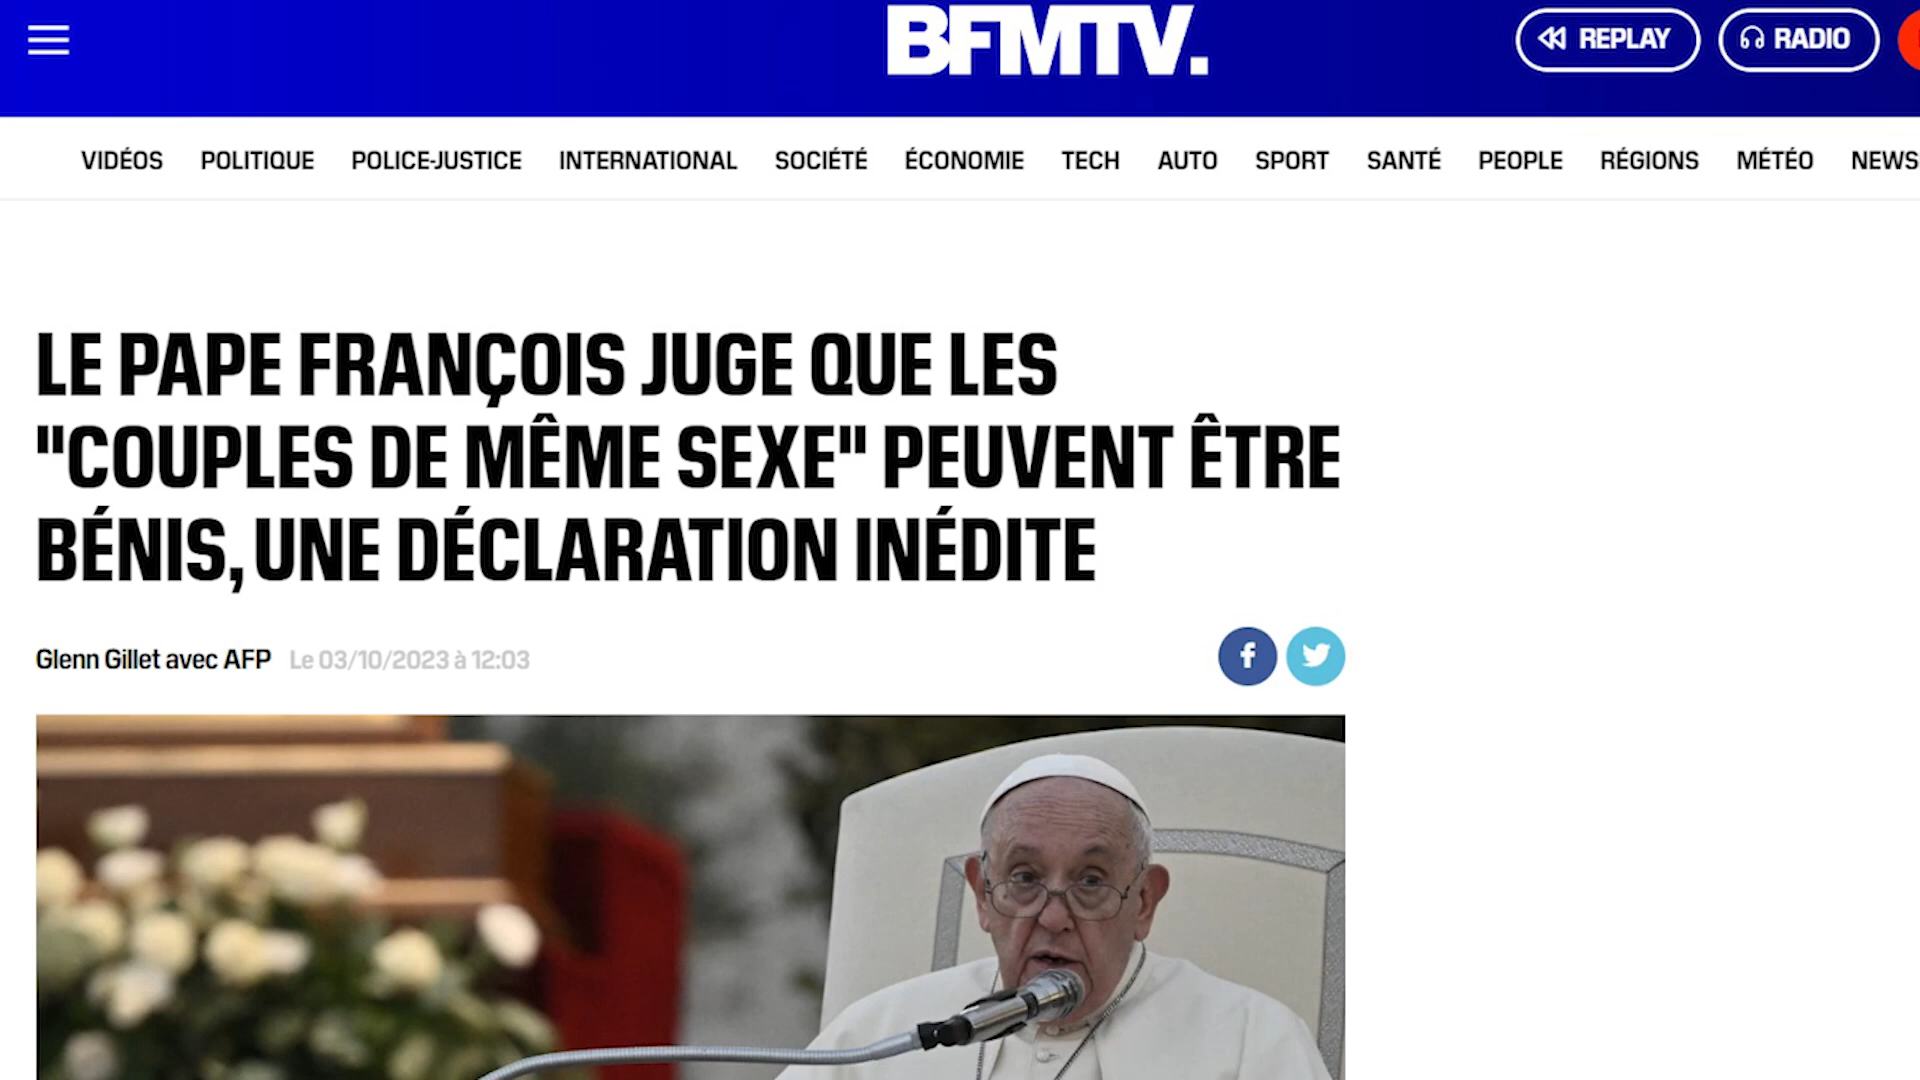 BFMTV.
REPLAY
RADIO
VIDÉOS POLITIQUE POLICE-JUSTICE INTERNATIONAL SOCIÉTÉ ÉCONOMIE TECH AUTO SPORT SANTÉ PEOPLE RÉGIONS MÉTÉO NEWS
LE PAPE FRANÇOIS JUGE QUE LES
"COUPLES DE MÊME SEXE" PEUVENT ÊTRE
BÉNIS, UNE DÉCLARATION INÉDITE
Glenn Gillet avec AFP Le 03/10/2023 à 12:03
f